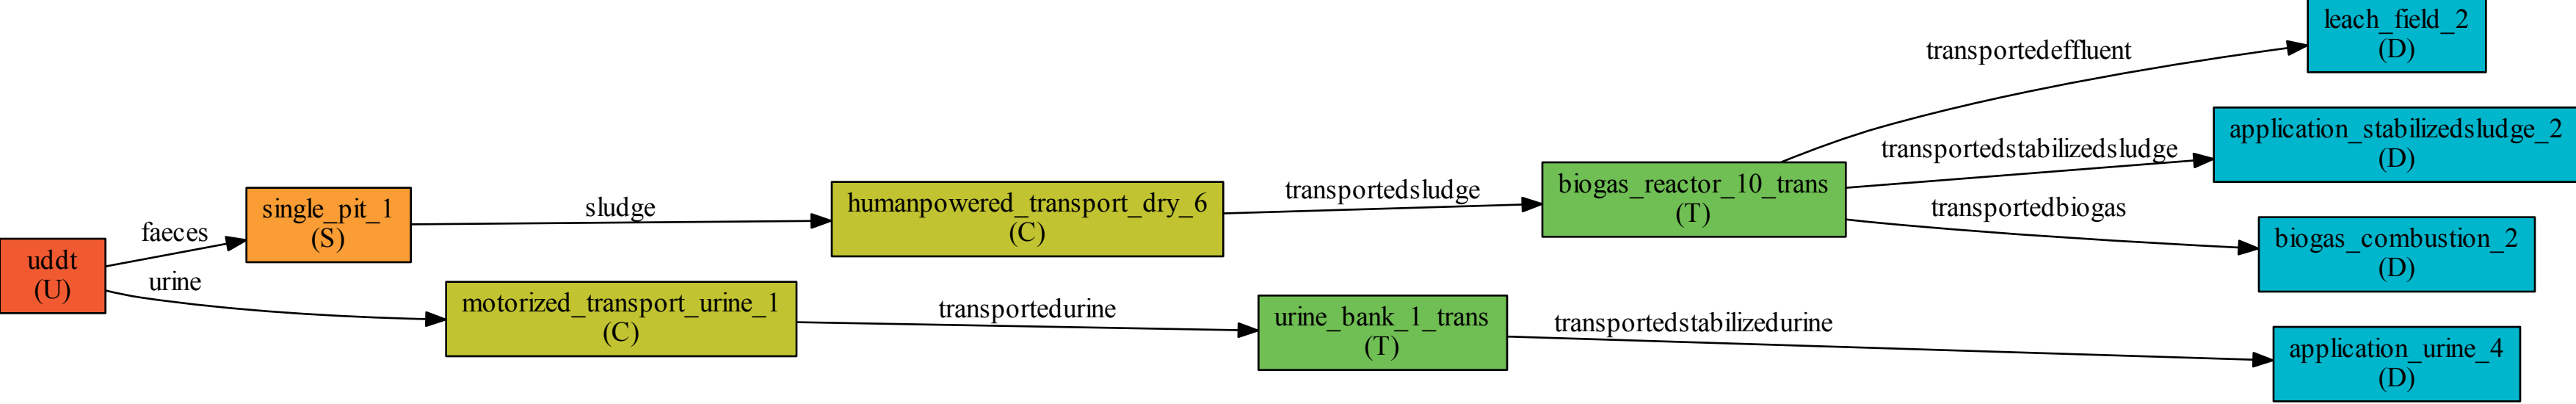 leach_field_2
(D)
transportedeffluent
application_stabilizedsludge_2
(D)
transportedstabilizedsludge
biogas_reactor_10_trans
(T)
transportedsludge
humanpowered_transport_dry_6
(C)
sludge
single_pit_1
(S)
faeces
transportedbiogas
biogas_combustion_2
(D)
uddt
(U)
urine
motorized_transport_urine_1
(C)
transportedurine
urine_bank_1_trans
(T)
transportedstabilizedurine
application_urine_4
(D)